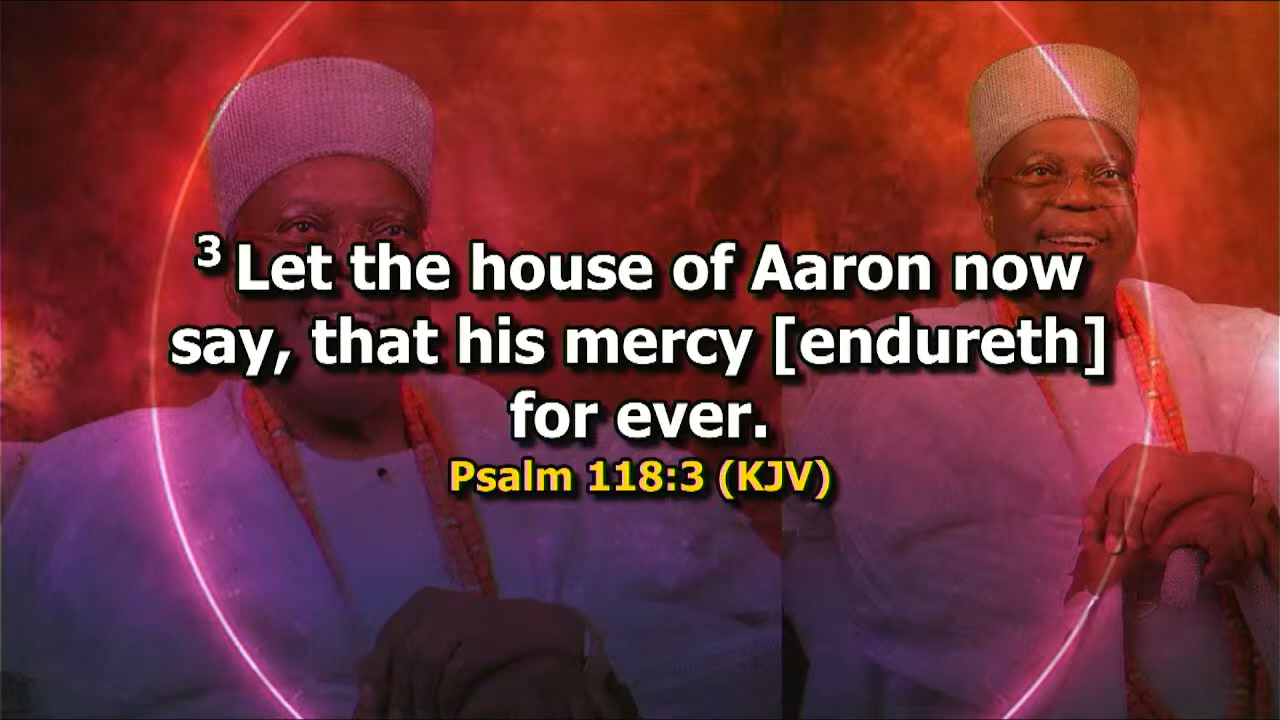 3 Let the house of Aaron now
say, that his mercy [endureth]
for ever.
Psalm 118:3 (KJV)